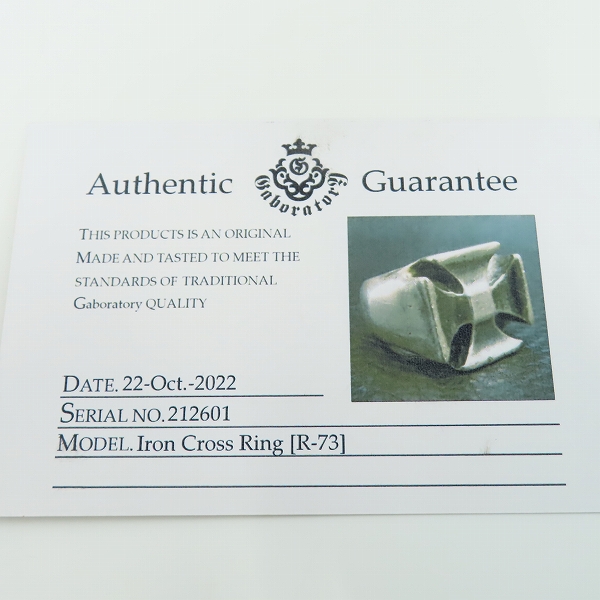 Authentic Guarantee
G
Gaboratory
THIS PRODUCTS IS AN ORIGINAL
MADE AND TASTED TO MEET THE
STANDARDS OF TRADITIONAL
Gaboratory QUALITY
DATE. 22-Oct.-2022
SERIAL NO. 212601
MODEL. Iron Cross Ring [R-73]